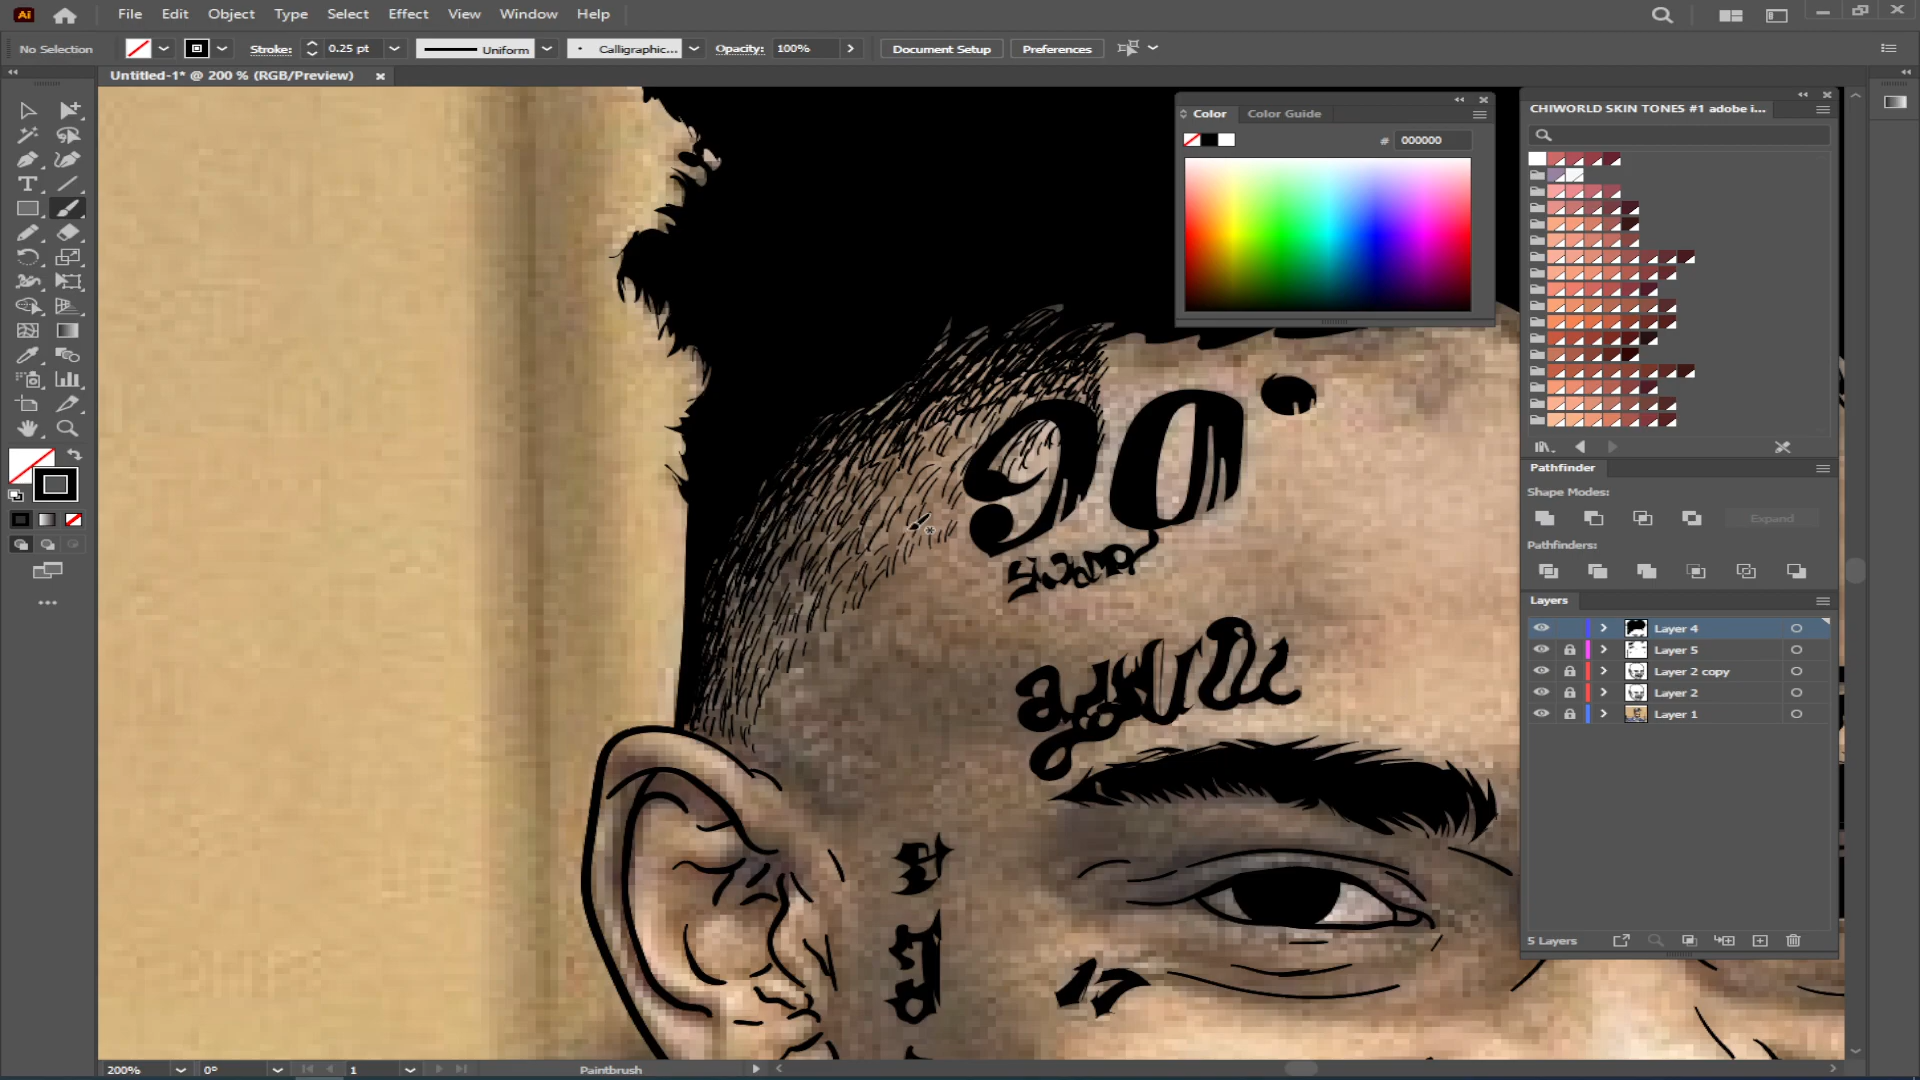 Ai File Edit Object Type Select Effect View Window Help
No Selection Stroke: 0.25 pt Uniform Calligraphic... Opacity: 100% Document Setup Preferences
Untitled-1* @ 200 % (RGB/Preview)
Color Color Guide
# 000000
CHIWORLD SKIN TONES #1 adobe i...
Pathfinder
Shape Modes:
Expand
Pathfinders:
Layers
Layer 4
Layer 5
Layer 2 copy
Layer 2
Layer 1
5 Layers
90
200% 0° 1 Paintbrush